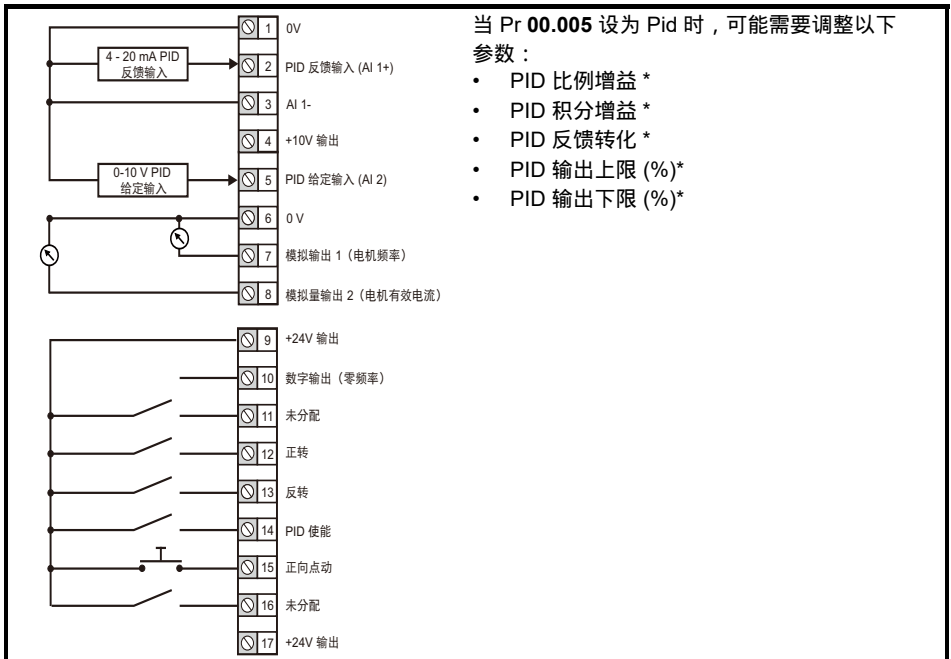 1 0V
4 - 20 mA PID
反馈输入
2 PID 反馈输入 (AI 1+)
3 AI 1-
4 +10V 输出
0-10 V PID
给定输入
5 PID 给定输入 (AI 2)
6 0 V
7 模拟输出 1（电机频率）
8 模拟量输出 2（电机有效电流）
9 +24V 输出
10 数字输出（零频率）
11 未分配
12 正转
13 反转
14 PID 使能
15 正向点动
16 未分配
17 +24V 输出
当 Pr 00.005 设为 Pid 时，可能需要调整以下
参数：
• PID 比例增益 *
• PID 积分增益 *
• PID 反馈转化 *
• PID 输出上限 (%)*
• PID 输出下限 (%)*